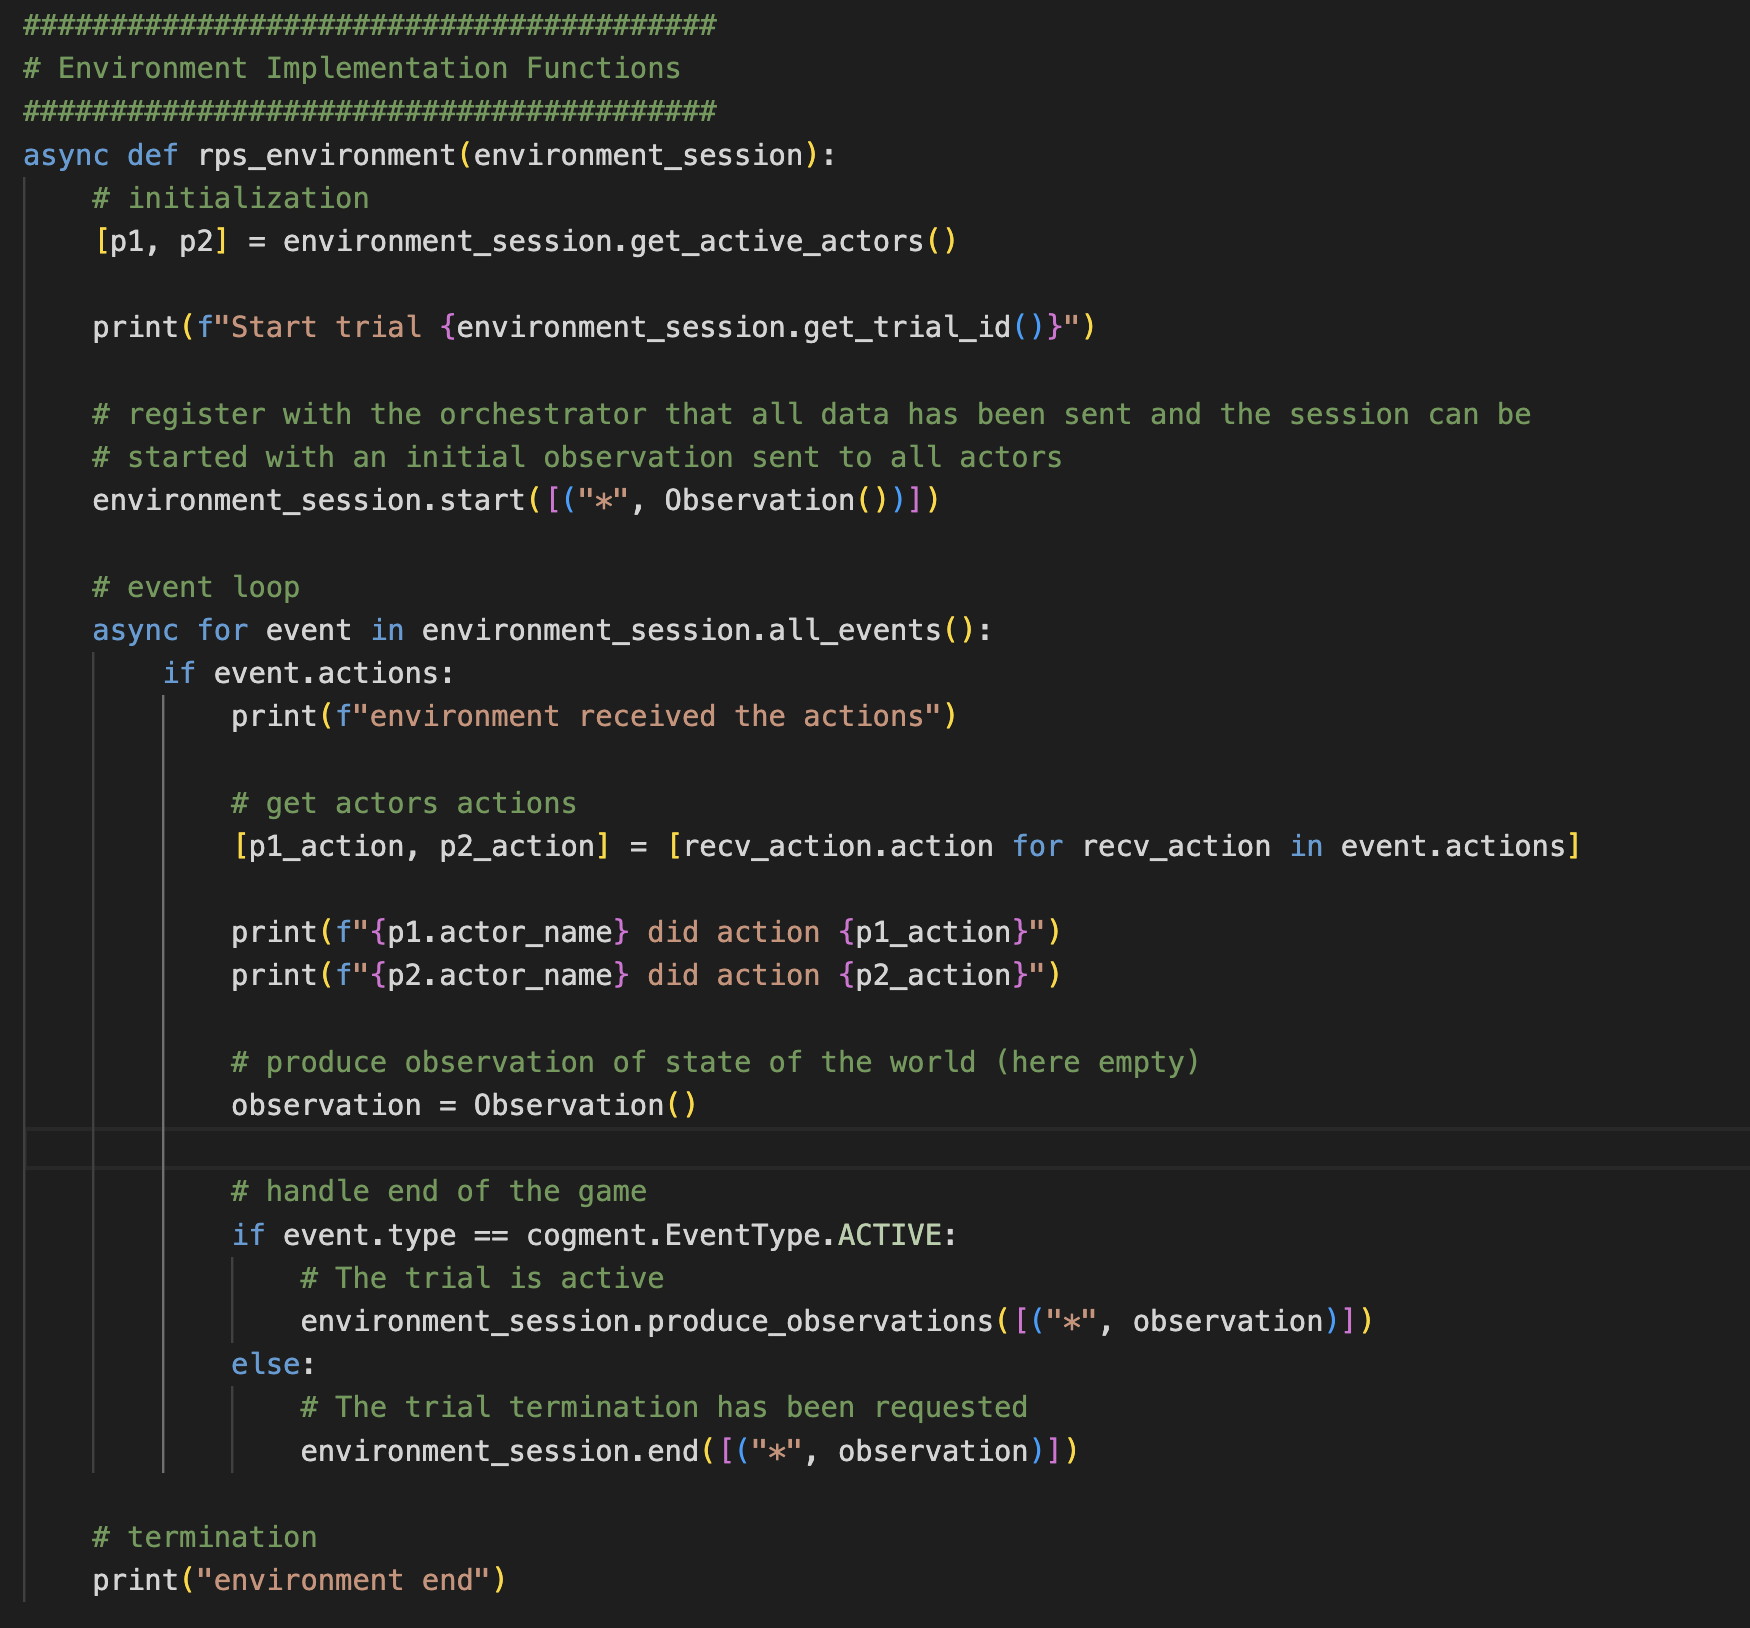 ########################################
# Environment Implementation Functions
########################################
async def rps_environment(environment_session):
    # initialization
    [p1, p2] = environment_session.get_active_actors()

    print(f"Start trial {environment_session.get_trial_id()}")

    # register with the orchestrator that all data has been sent and the session can be
    # started with an initial observation sent to all actors
    environment_session.start([("*", Observation())])

    # event loop
    async for event in environment_session.all_events():
        if event.actions:
            print(f"environment received the actions")

            # get actors actions
            [p1_action, p2_action] = [recv_action.action for recv_action in event.actions]

            print(f"{p1.actor_name} did action {p1_action}")
            print(f"{p2.actor_name} did action {p2_action}")

            # produce observation of state of the world (here empty)
            observation = Observation()

            # handle end of the game
            if event.type == cogment.EventType.ACTIVE:
                # The trial is active
                environment_session.produce_observations([("*", observation)])
            else:
                # The trial termination has been requested
                environment_session.end([("*", observation)])

    # termination
    print("environment end")